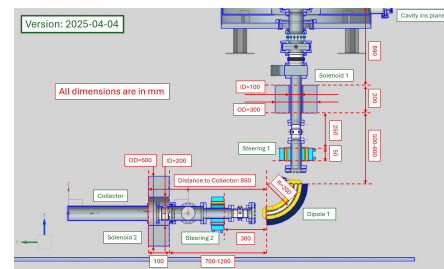 Version: 2025-04-04
Cavity iris plane
All dimensions are in mm
880
Solenoid 1
ID=100
200
OD=300
250
500-600
Steering 1
50
OD=500
ID=200
R=200
Distance to Collector: 850
Collector
Dipole 1
Solenoid 2
Steering 2
300
100
700-1200